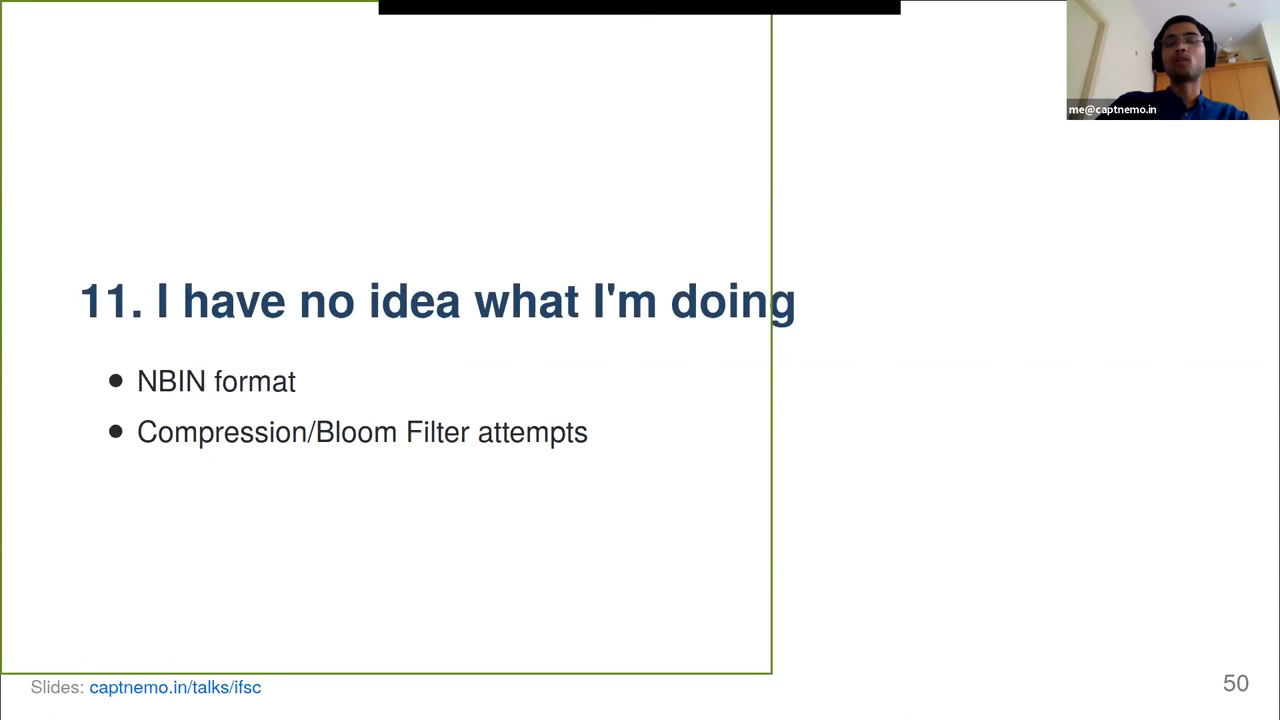 me@captnemo.in
11. I have no idea what I'm doing
NBIN format
Compression/Bloom Filter attempts
Slides: captnemo.in/talks/ifsc
50